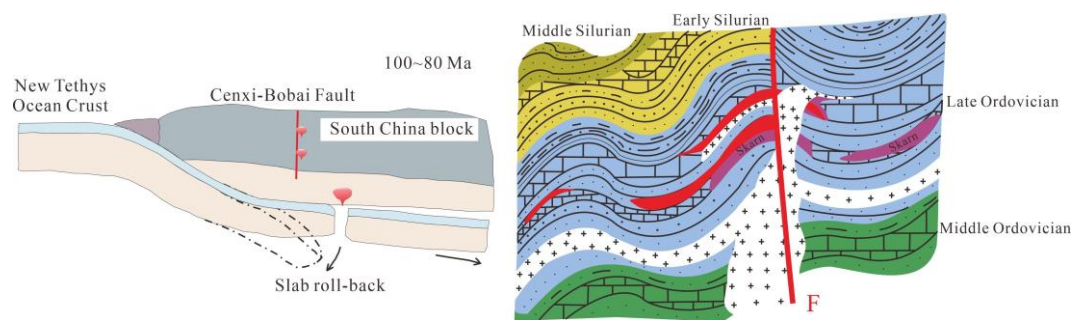 100~80 Ma
New Tethys
Ocean Crust
Cenxi-Bobai Fault
South China block
Slab roll-back
Middle Silurian
Early Silurian
Late Ordovician
Skarn
Skarn
Middle Ordovician
F